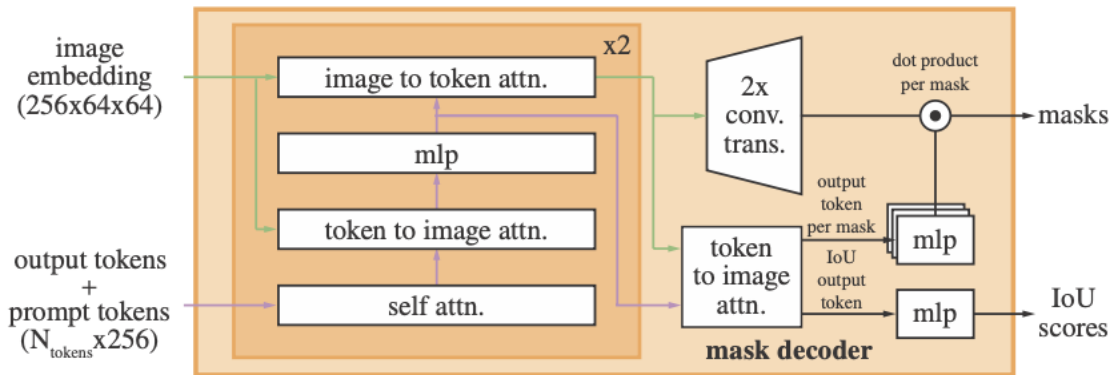 image
embedding
(256x64x64)
output tokens
+
prompt tokens
(N_tokens x256)
x2
image to token attn.
mlp
token to image attn.
self attn.
2x
conv.
trans.
dot product
per mask
masks
output
token
per mask
mlp
token
to image
attn.
IoU
output
token
mlp
IoU
scores
mask decoder